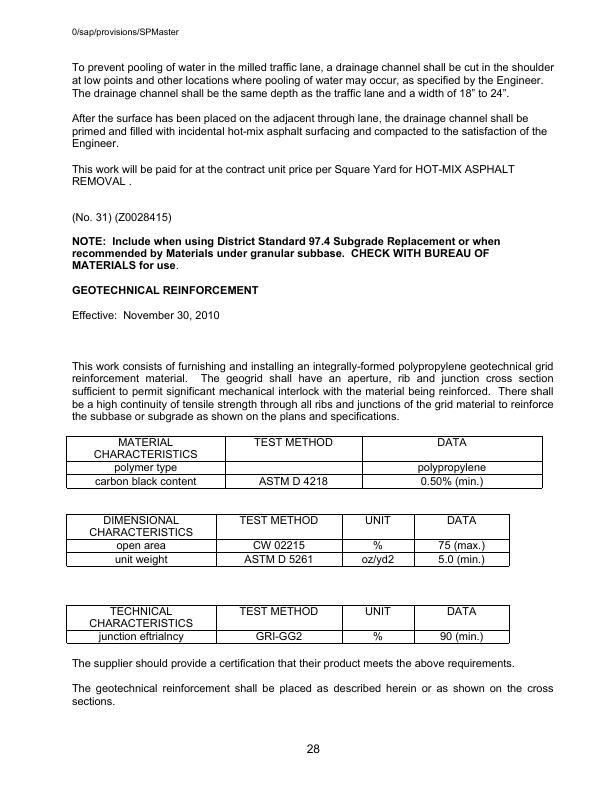 0/sap/provisions/SPMaster
To prevent pooling of water in the milled traffic lane, a drainage channel shall be cut in the shoulder
at low points and other locations where pooling of water may occur, as specified by the Engineer.
The drainage channel shall be the same depth as the traffic lane and a width of 18” to 24”.
After the surface has been placed on the adjacent through lane, the drainage channel shall be
primed and filled with incidental hot-mix asphalt surfacing and compacted to the satisfaction of the
Engineer.
This work will be paid for at the contract unit price per Square Yard for HOT-MIX ASPHALT
REMOVAL .
(No. 31) (Z0028415)
NOTE: Include when using District Standard 97.4 Subgrade Replacement or when
recommended by Materials under granular subbase. CHECK WITH BUREAU OF
MATERIALS for use.
GEOTECHNICAL REINFORCEMENT
Effective: November 30, 2010
This work consists of furnishing and installing an integrally-formed polypropylene geotechnical grid
reinforcement material. The geogrid shall have an aperture, rib and junction cross section
sufficient to permit significant mechanical interlock with the material being reinforced. There shall
be a high continuity of tensile strength through all ribs and junctions of the grid material to reinforce
the subbase or subgrade as shown on the plans and specifications.
MATERIAL TEST METHOD DATA
CHARACTERISTICS
polymer type polypropylene
carbon black content ASTM D 4218 0.50% (min.)
DIMENSIONAL TEST METHOD UNIT DATA
CHARACTERISTICS
open area CW 02215 % 75 (max.)
unit weight ASTM D 5261 oz/yd2 5.0 (min.)
TECHNICAL TEST METHOD UNIT DATA
CHARACTERISTICS
junction eftrialncy GRI-GG2 % 90 (min.)
The supplier should provide a certification that their product meets the above requirements.
The geotechnical reinforcement shall be placed as described herein or as shown on the cross
sections.
28